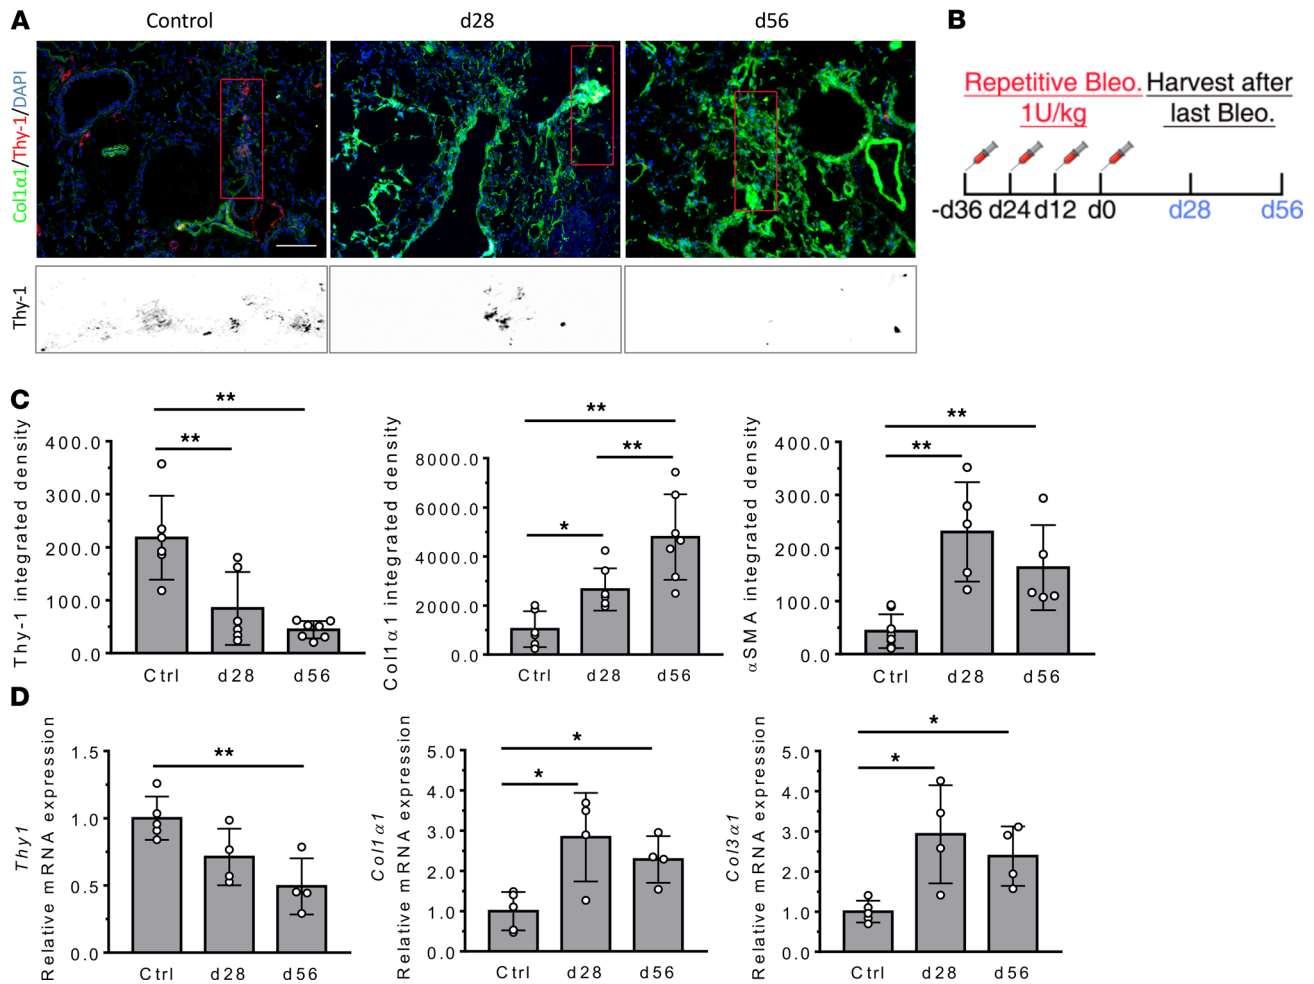 A
Control
d28
d56
Col1α1/Thy-1/DAPI
Thy-1
B
Repetitive Bleo.
1U/kg
Harvest after
last Bleo.
-d36 d24 d12 d0 d28 d56
C
Thy-1 integrated density
400.0
300.0
200.0
100.0
0.0
**
**
Ctrl d28 d56
Col1α1 integrated density
8000.0
6000.0
4000.0
2000.0
0.0
**
**
*
Ctrl d28 d56
αSMA integrated density
400.0
300.0
200.0
100.0
0.0
**
**
Ctrl d28 d56
D
Thy1
Relative mRNA expression
1.5
1.0
0.5
0.0
**
Ctrl d28 d56
Col1α1
Relative mRNA expression
5.0
4.0
3.0
2.0
1.0
0.0
*
*
Ctrl d28 d56
Col3α1
Relative mRNA expression
5.0
4.0
3.0
2.0
1.0
0.0
*
*
Ctrl d28 d56